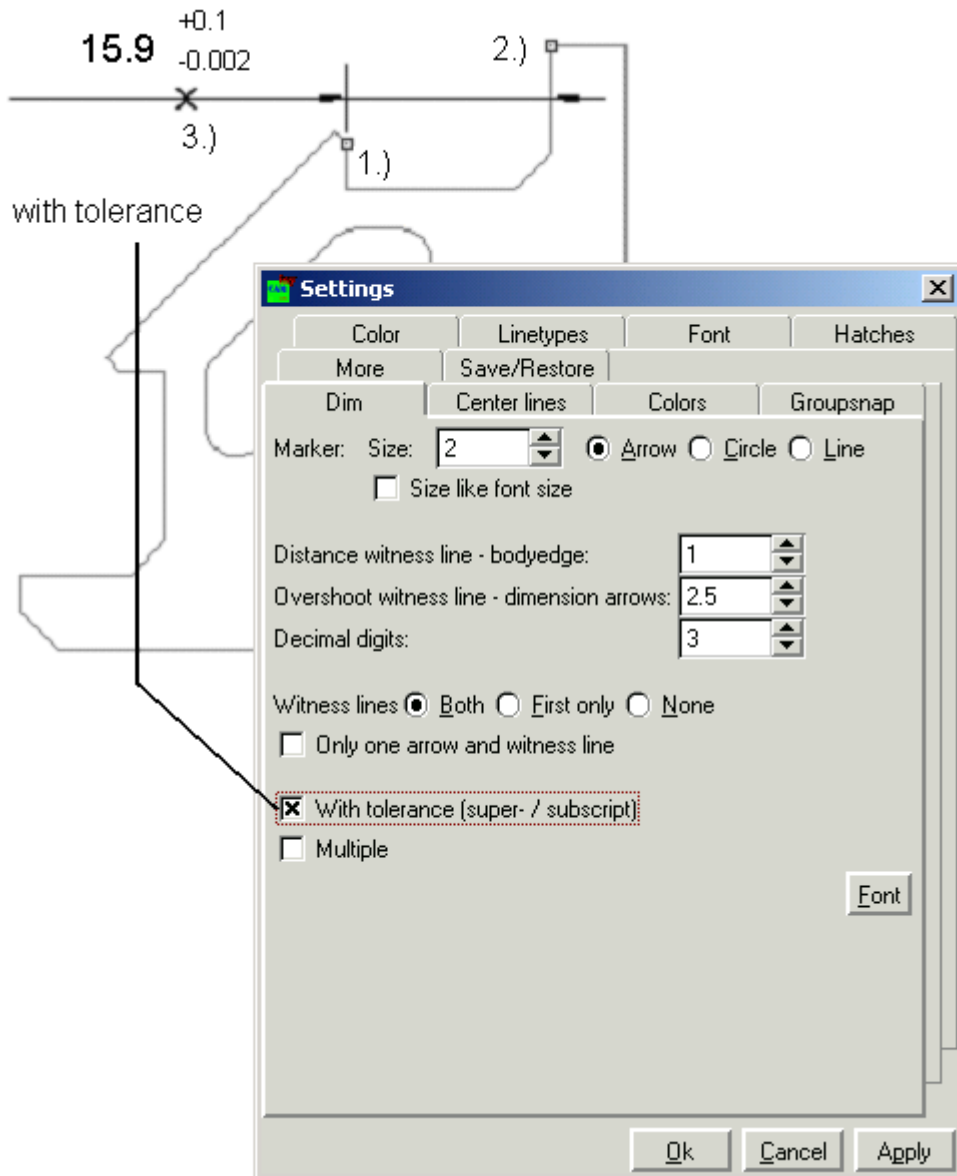 +0.1
15.9
-0.002
2.)
3.)
1.)
with tolerance
Settings
Color Linetypes Font Hatches
More Save/Restore
Dim Center lines Colors Groupsnap
Marker: Size: 2 Arrow Circle Line
Size like font size
Distance witness line - bodyedge: 1
Overshoot witness line - dimension arrows: 2.5
Decimal digits: 3
Witness lines Both First only None
Only one arrow and witness line
With tolerance (super- / subscript)
Multiple
Font
Ok Cancel Apply